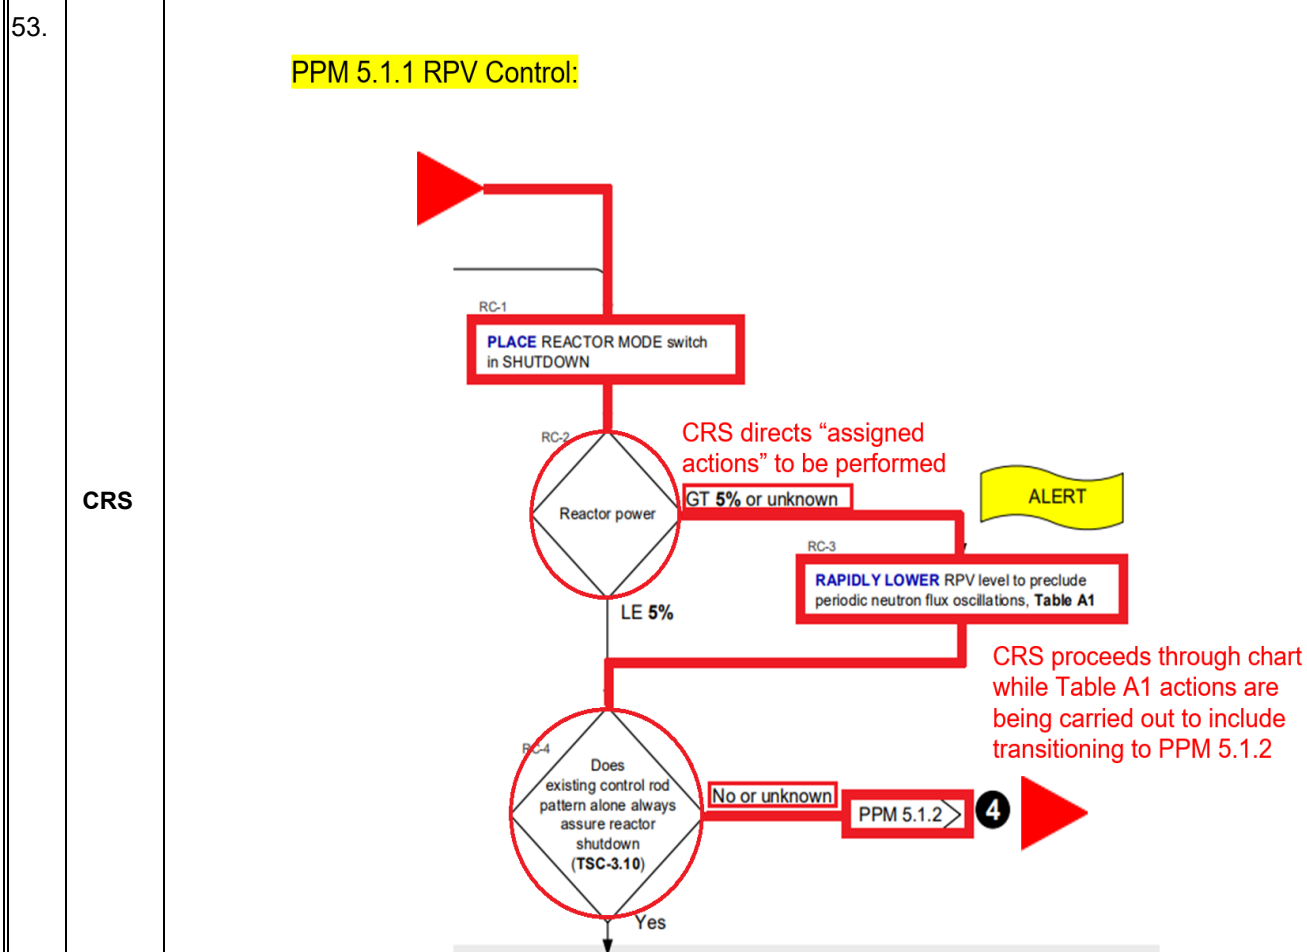 53.
PPM 5.1.1 RPV Control:
CRS
RC-1
PLACE REACTOR MODE switch
in SHUTDOWN
RC-2
Reactor power
CRS directs “assigned
actions” to be performed
GT 5% or unknown
ALERT
RC-3
RAPIDLY LOWER RPV level to preclude
periodic neutron flux oscillations, Table A1
LE 5%
CRS proceeds through chart
while Table A1 actions are
being carried out to include
transitioning to PPM 5.1.2
RC-4
Does
existing control rod
pattern alone always
assure reactor
shutdown
(TSC-3.10)
No or unknown
PPM 5.1.2
4
Yes